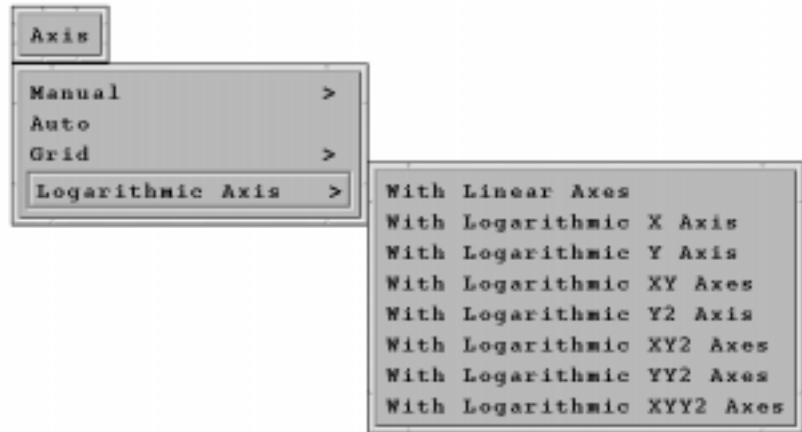 Axis
Manual >
Auto
Grid >
Logarithmic Axis >
With Linear Axes
With Logarithmic X Axis
With Logarithmic Y Axis
With Logarithmic XY Axes
With Logarithmic Y2 Axis
With Logarithmic XY2 Axes
With Logarithmic YY2 Axes
With Logarithmic XYY2 Axes